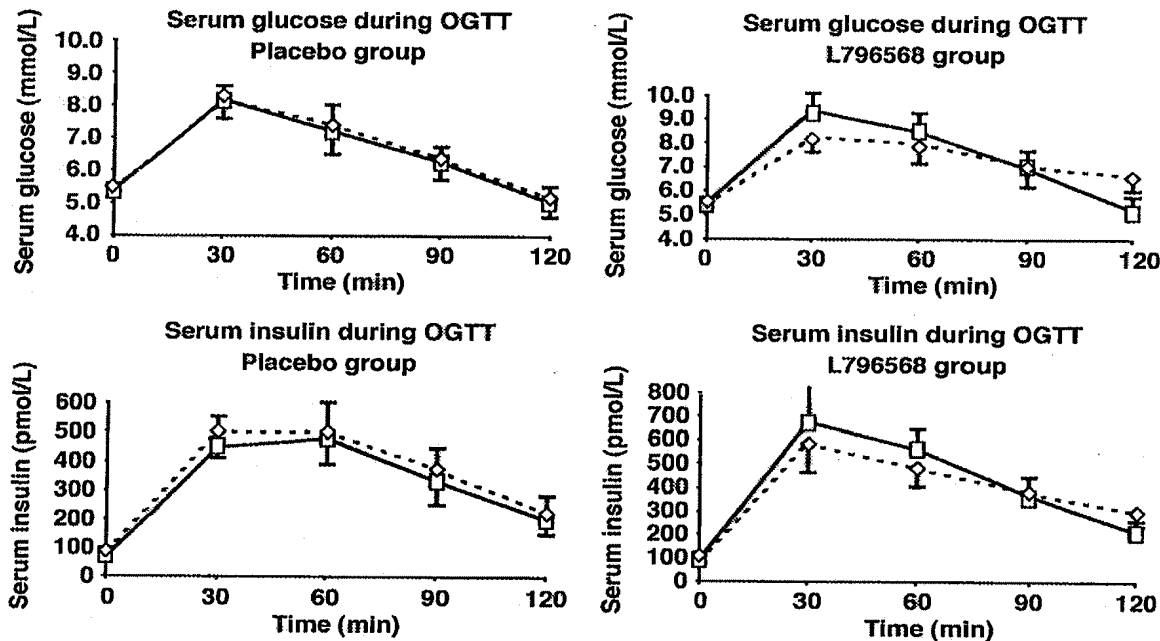 Serum glucose during OGTT
Placebo group
Serum glucose (mmol/L)
10.0
9.0
8.0
7.0
6.0
5.0
4.0
0 30 60 90 120
Time (min)
Serum glucose during OGTT
L796568 group
Serum glucose (mmol/L)
10.0
9.0
8.0
7.0
6.0
5.0
4.0
0 30 60 90 120
Time (min)
Serum insulin during OGTT
Placebo group
Serum insulin (pmol/L)
600
500
400
300
200
100
0
0 30 60 90 120
Time (min)
Serum insulin during OGTT
L796568 group
Serum insulin (pmol/L)
800
700
600
500
400
300
200
100
0
0 30 60 90 120
Time (min)